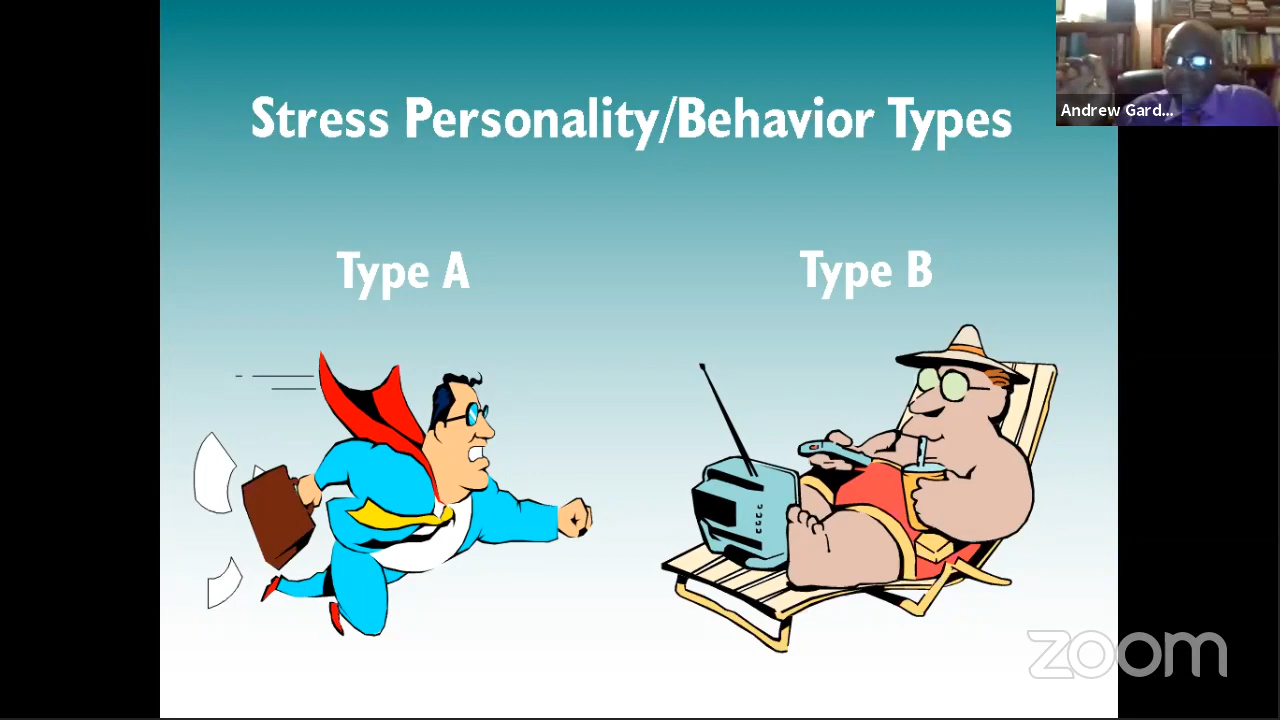 Stress Personality/Behavior Types
Type A
Type B
Andrew Gard...
zoom